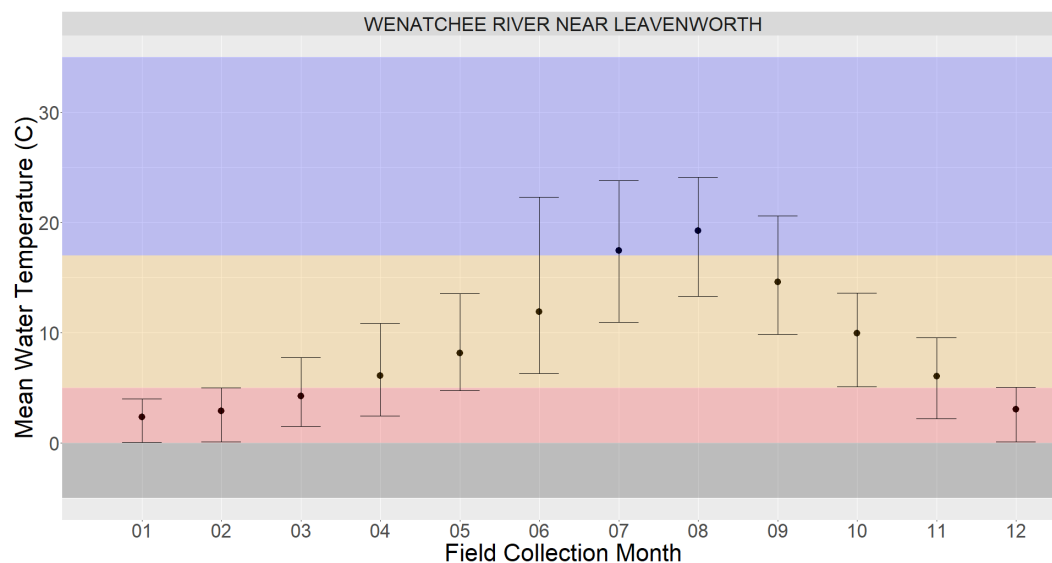 WENATCHEE RIVER NEAR LEAVENWORTH
Mean Water Temperature (C)
30
20
10
0
01 02 03 04 05 06 07 08 09 10 11 12
Field Collection Month